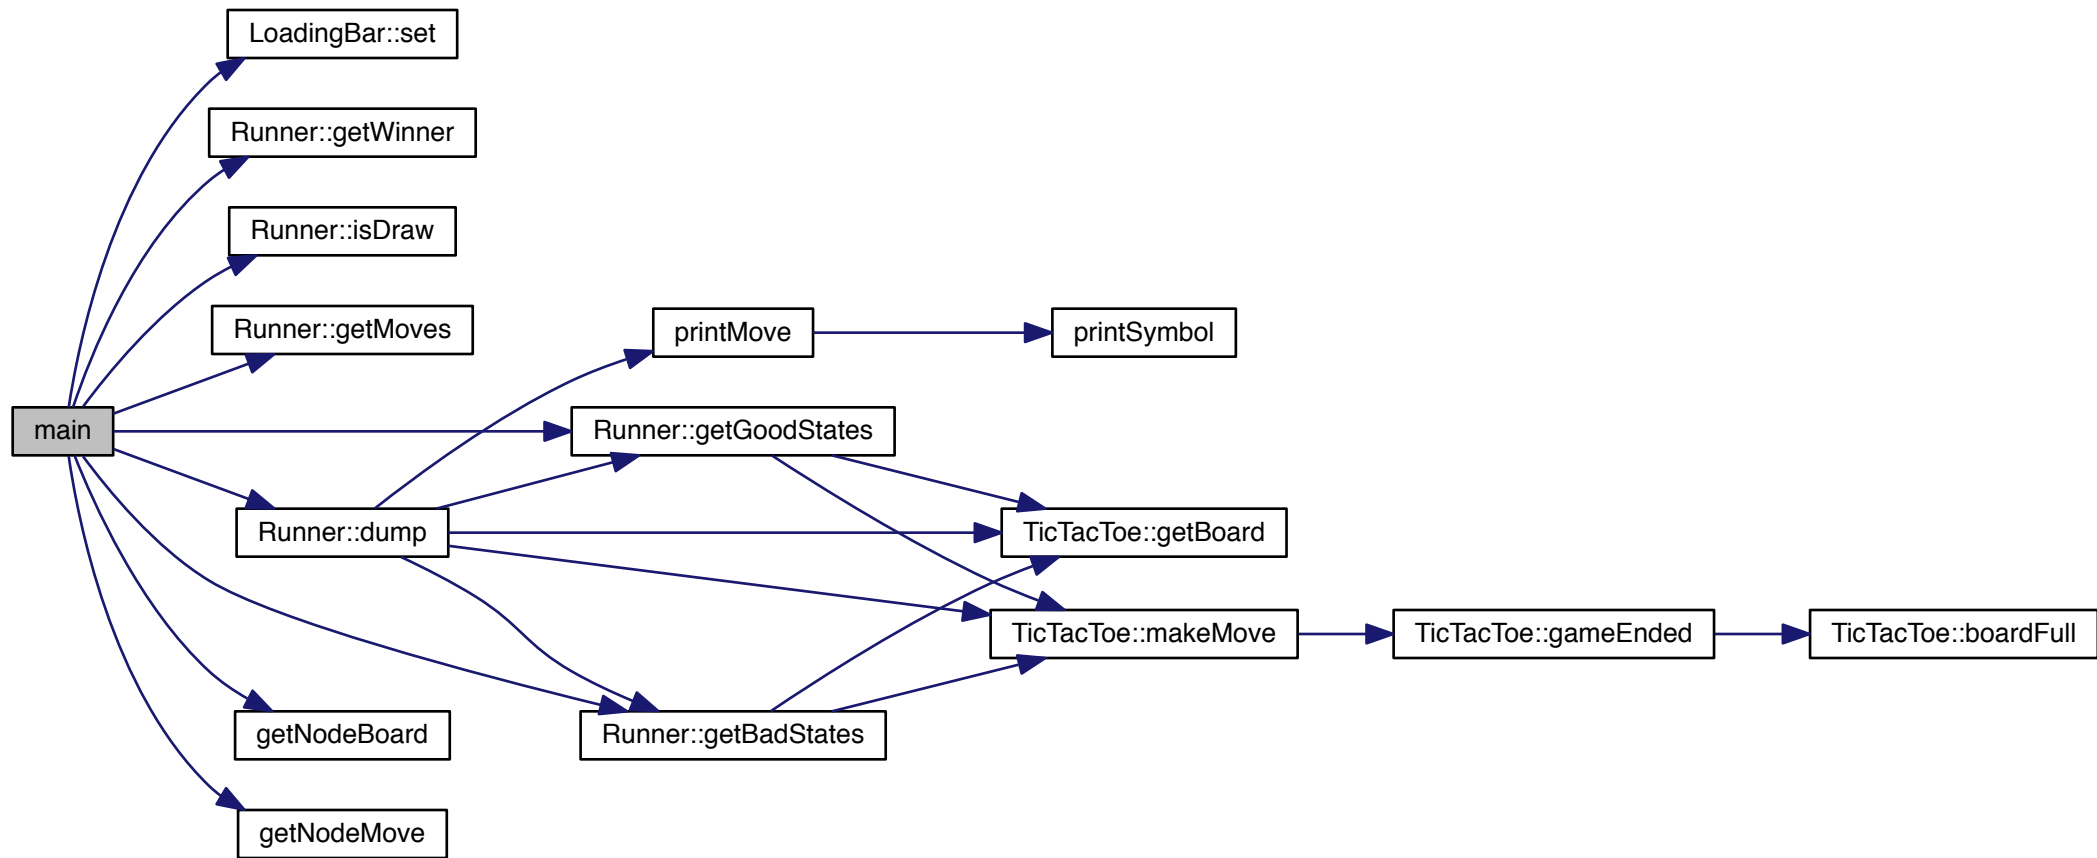 LoadingBar::set
Runner::getWinner
Runner::isDraw
Runner::getMoves
printMove
printSymbol
main
Runner::getGoodStates
Runner::dump
TicTacToe::getBoard
TicTacToe::makeMove
TicTacToe::gameEnded
TicTacToe::boardFull
getNodeBoard
Runner::getBadStates
getNodeMove